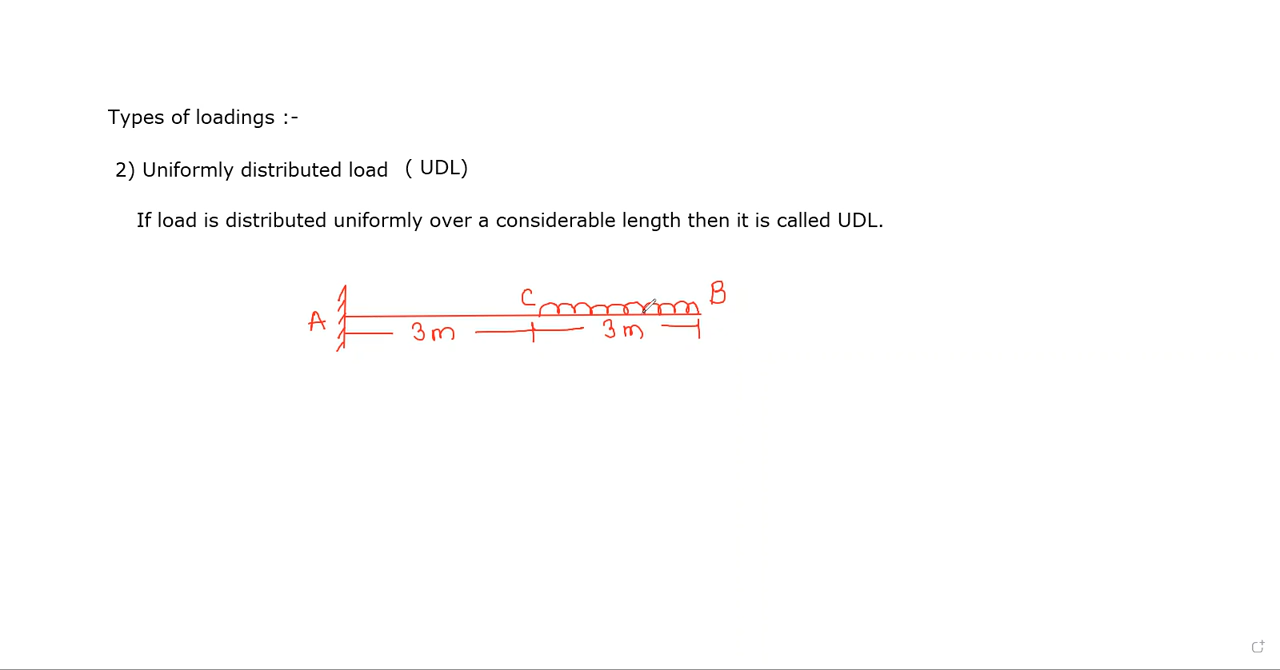 Types of loadings :-
2) Uniformly distributed load ( UDL)
If load is distributed uniformly over a considerable length then it is called UDL.
C B
A 3m 3m